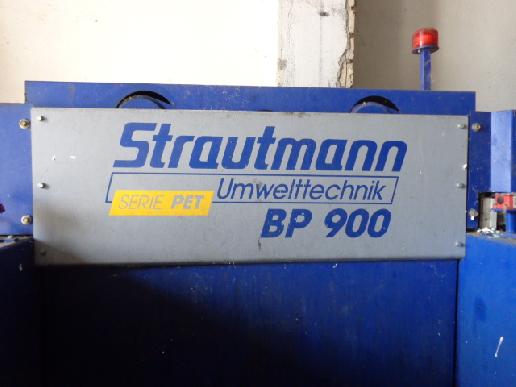 Strautmann
Umwelttechnik
SERIE PET
BP 900